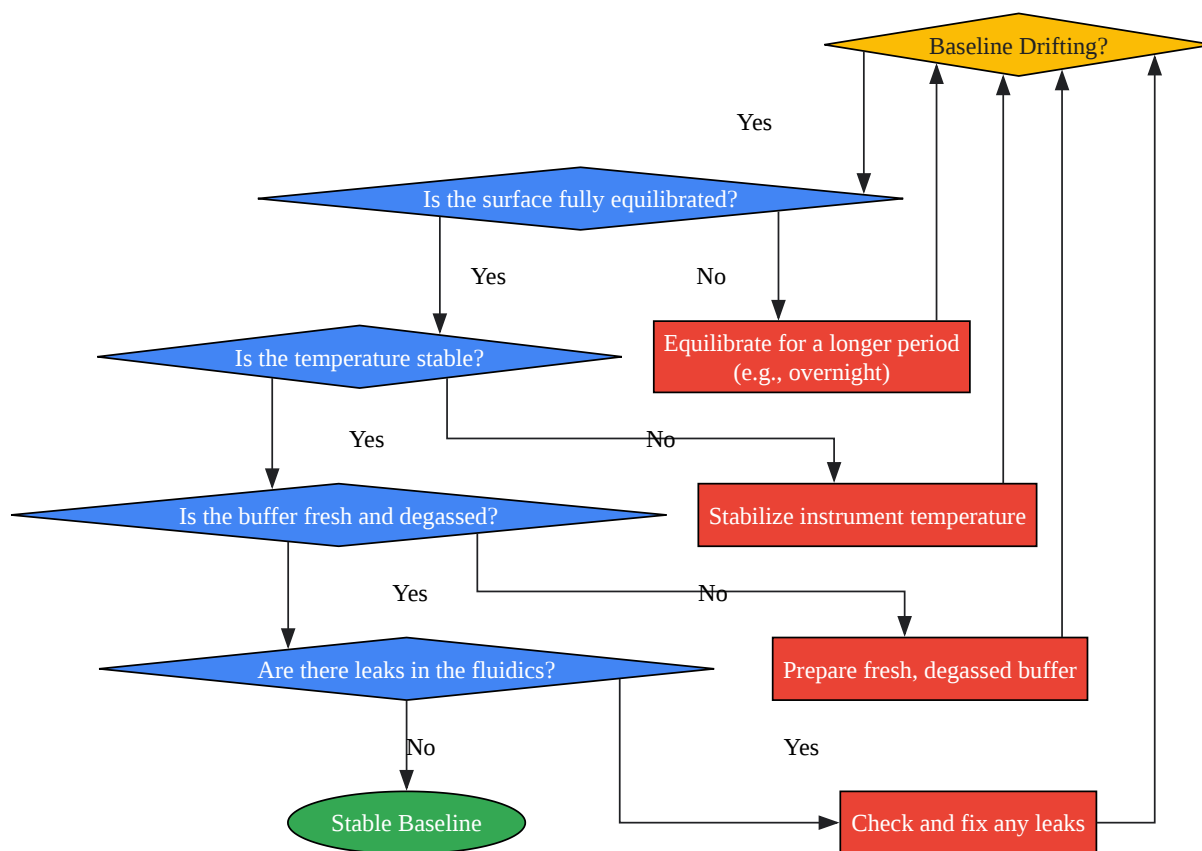 Baseline Drifting?
Yes
Is the surface fully equilibrated?
Yes
No
Equilibrate for a longer period
(e.g., overnight)
Is the temperature stable?
Yes
No
Stabilize instrument temperature
Is the buffer fresh and degassed?
Yes
No
Prepare fresh, degassed buffer
Are there leaks in the fluidics?
No
Yes
Stable Baseline
Check and fix any leaks